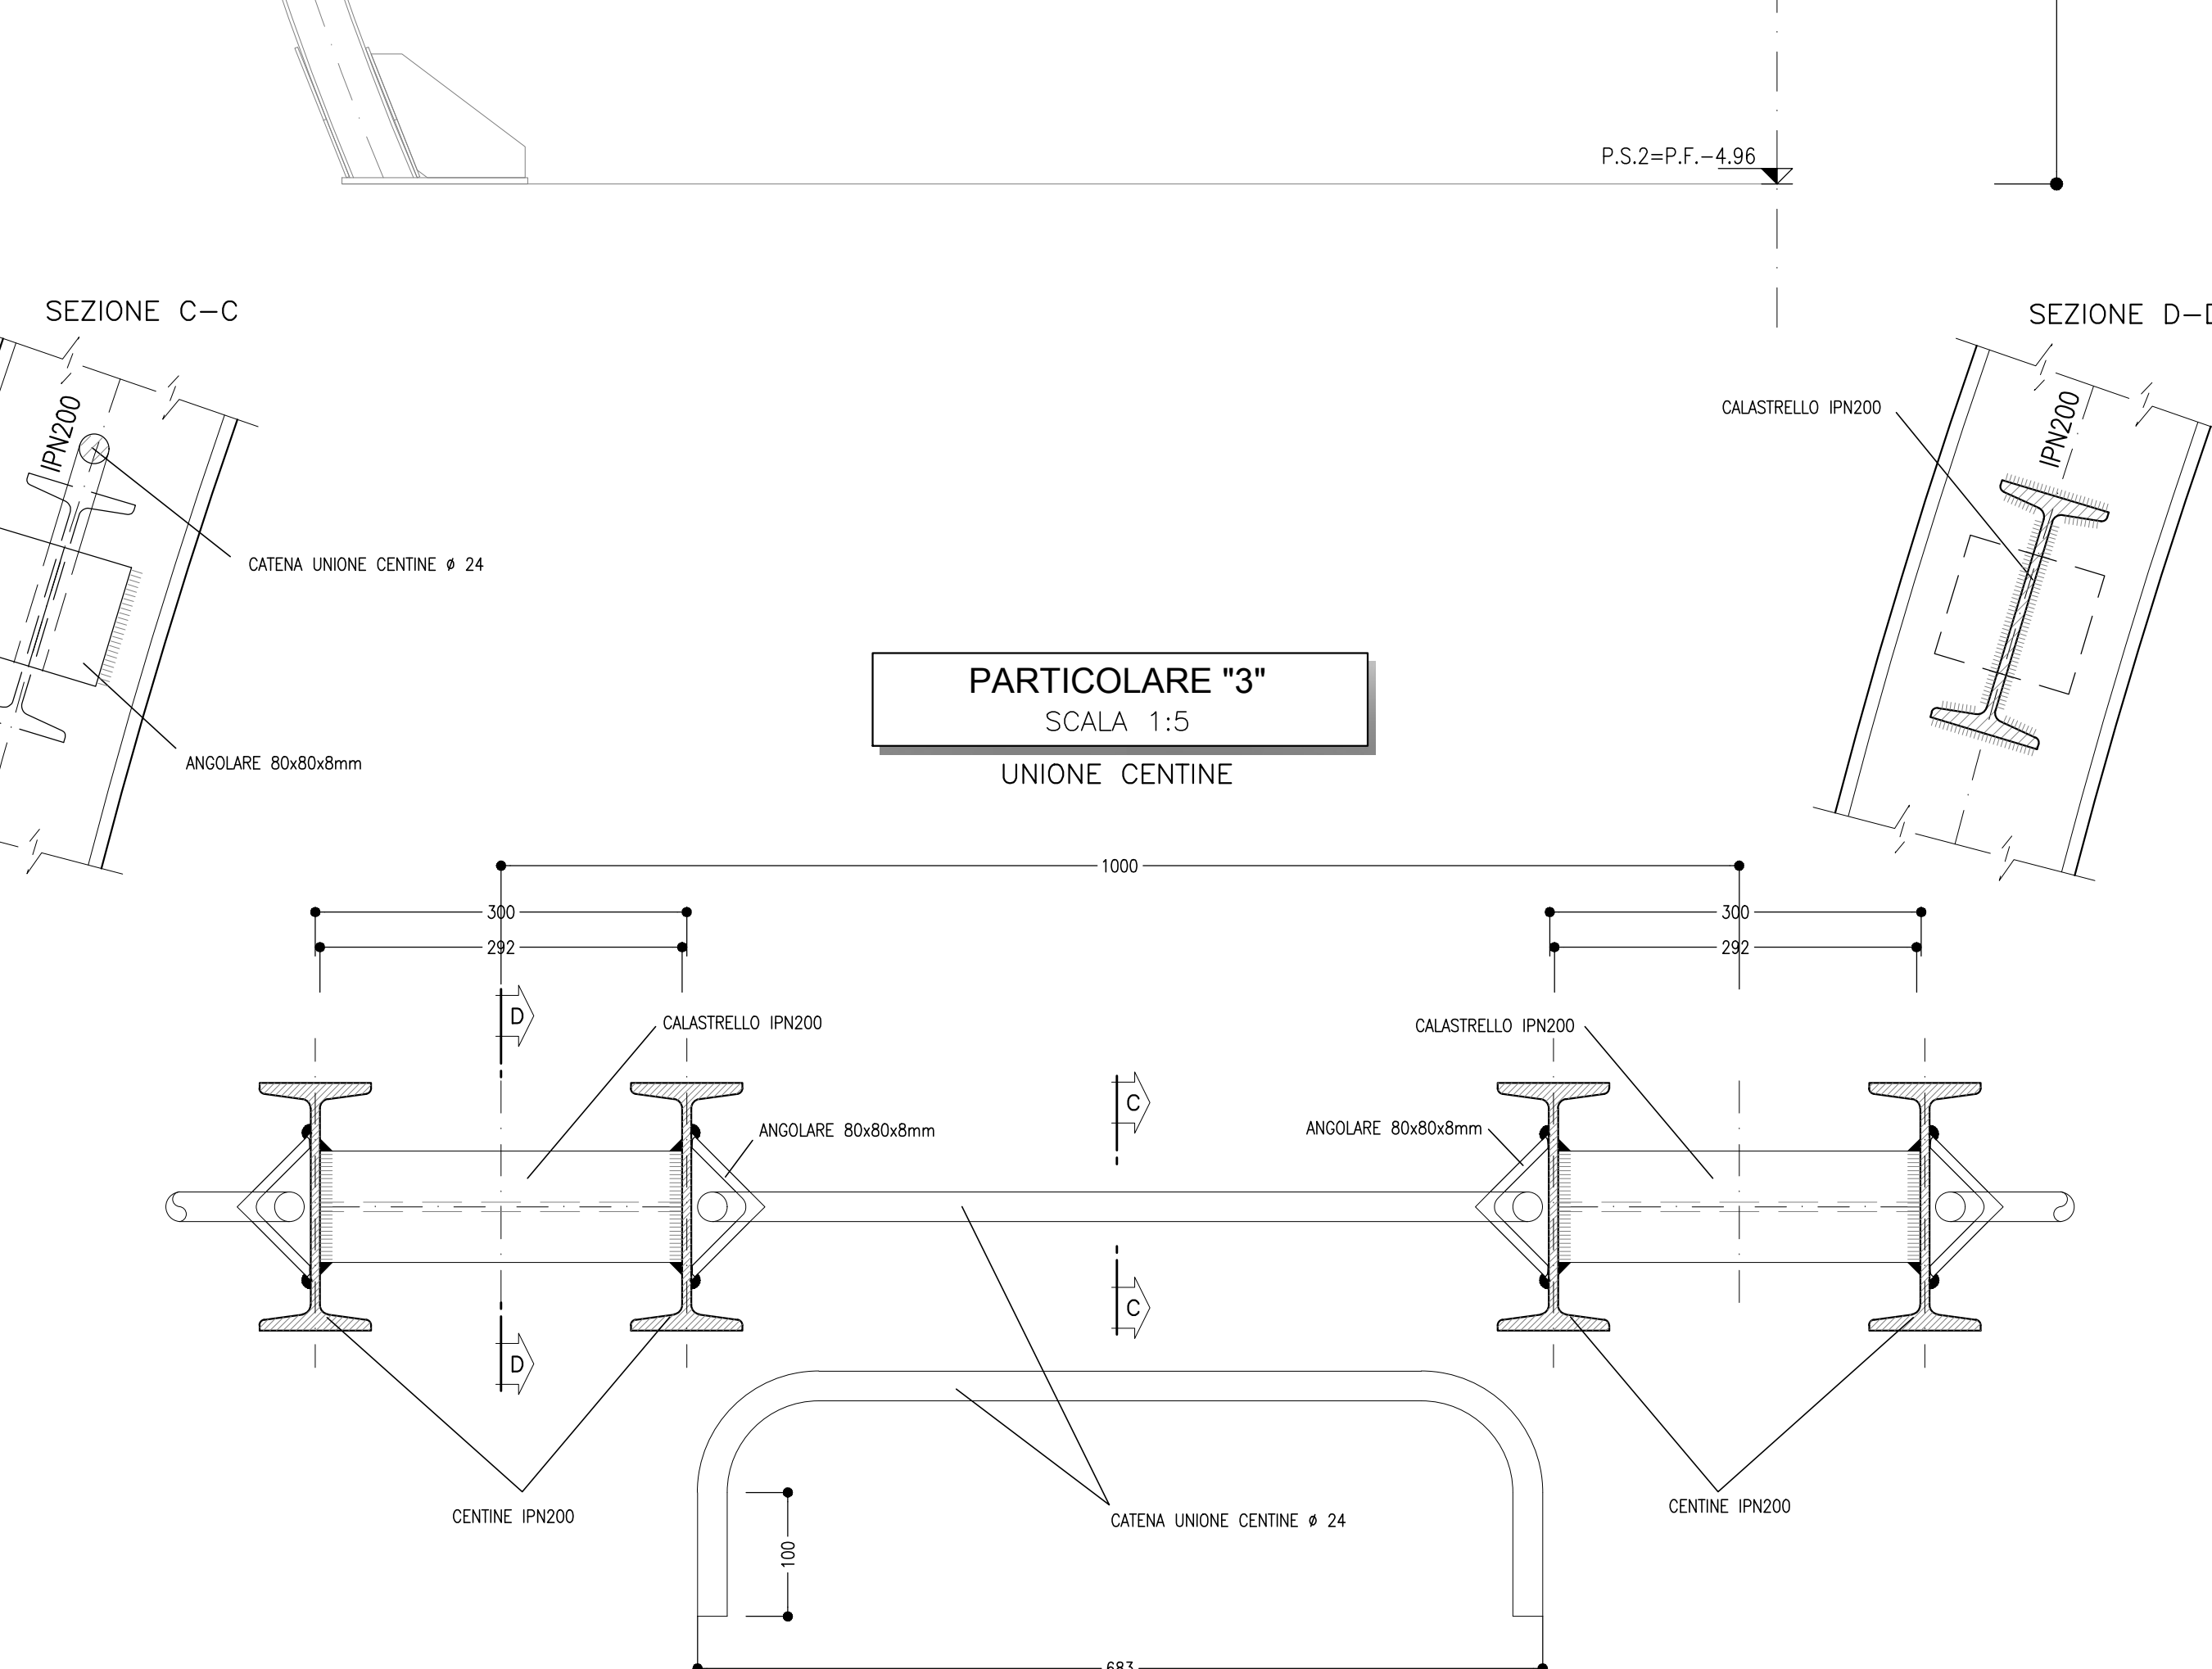 P.S.2=P.F.-4.96
SEZIONE C-C
SEZIONE D-D
IPN200
CATENA UNIONE CENTINE ø 24
ANGOLARE 80x80x8mm
CALASTRELLO IPN200
IPN200
PARTICOLARE "3"
SCALA 1:5
UNIONE CENTINE
1000
300
300
292
292
D
CALASTRELLO IPN200
CALASTRELLO IPN200
C
ANGOLARE 80x80x8mm
ANGOLARE 80x80x8mm
C
D
CENTINE IPN200
CATENA UNIONE CENTINE ø 24
CENTINE IPN200
100
683